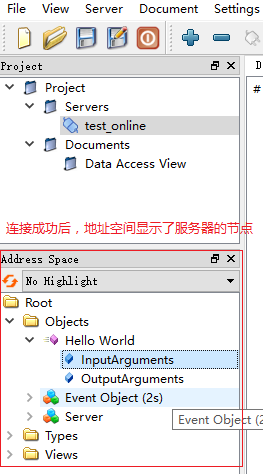 File View Server Document Settings
Project
D
#
Project
Servers
test_online
Documents
Data Access View
连接成功后，地址空间显示了服务器的节点
Address Space
No Highlight
Root
Objects
Hello World
InputArguments
OutputArguments
Event Object (2s)
Server
Event Object (2
Types
Views